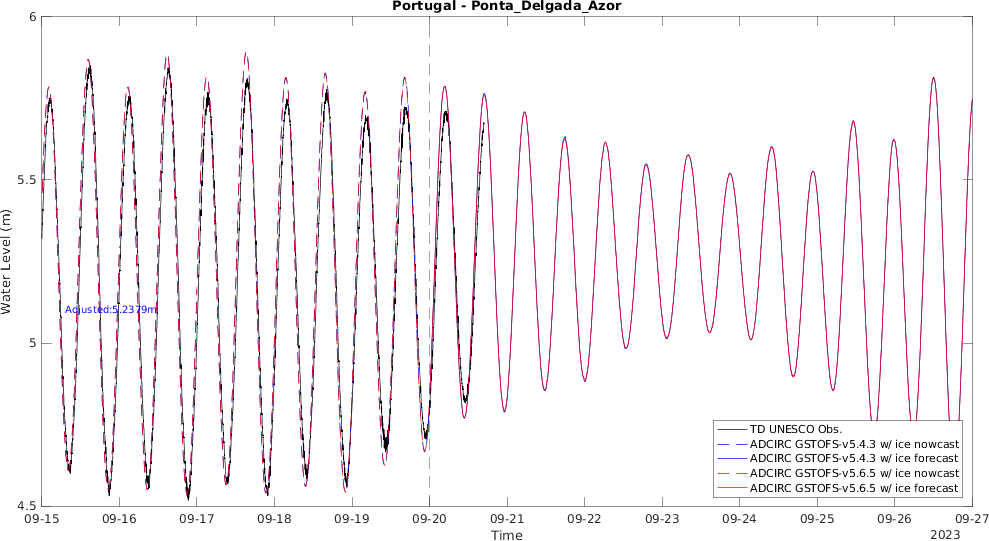 Portugal - Ponta_Delgada_Azor
6
5.5
5
4.5
Water Level (m)
Adjusted:5.2379m
TD UNESCO Obs.
ADCIRC GSTOFS-v5.4.3 w/ ice nowcast
ADCIRC GSTOFS-v5.4.3 w/ ice forecast
ADCIRC GSTOFS-v5.6.5 w/ ice nowcast
ADCIRC GSTOFS-v5.6.5 w/ ice forecast
09-15 09-16 09-17 09-18 09-19 09-20 09-21 09-22 09-23 09-24 09-25 09-26 09-27
Time
2023